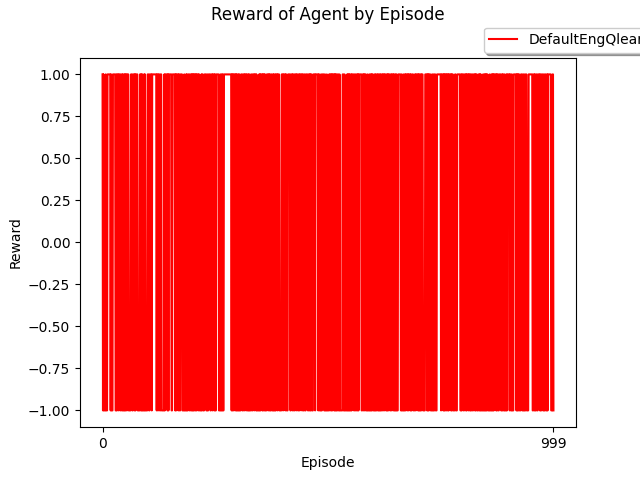 Reward of Agent by Episode
DefaultEngQlear
1.00
0.75
0.50
0.25
0.00
−0.25
−0.50
−0.75
−1.00
Reward
0 999
Episode